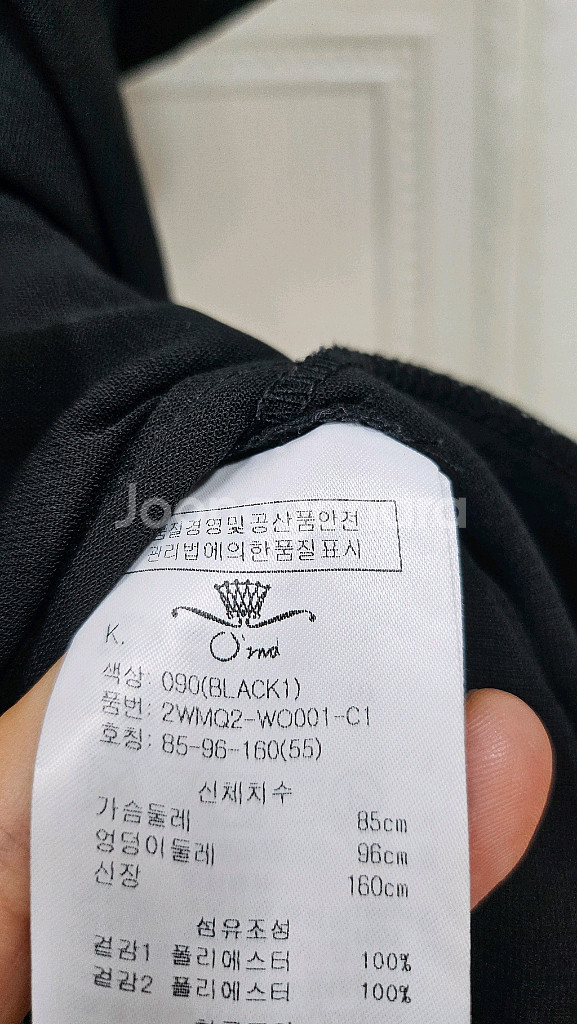 품질경영및공산품안전
관리법에의한품질표시
K.
O'rmd
색상: 090(BLACK1)
품번: 2WMQ2-WO001-C1
호칭: 85-96-160(55)
신체치수
가슴둘레 85cm
엉덩이둘레 96cm
신장 160cm
섬유조성
겉감1 폴리에스터 100%
겉감2 폴리에스터 100%